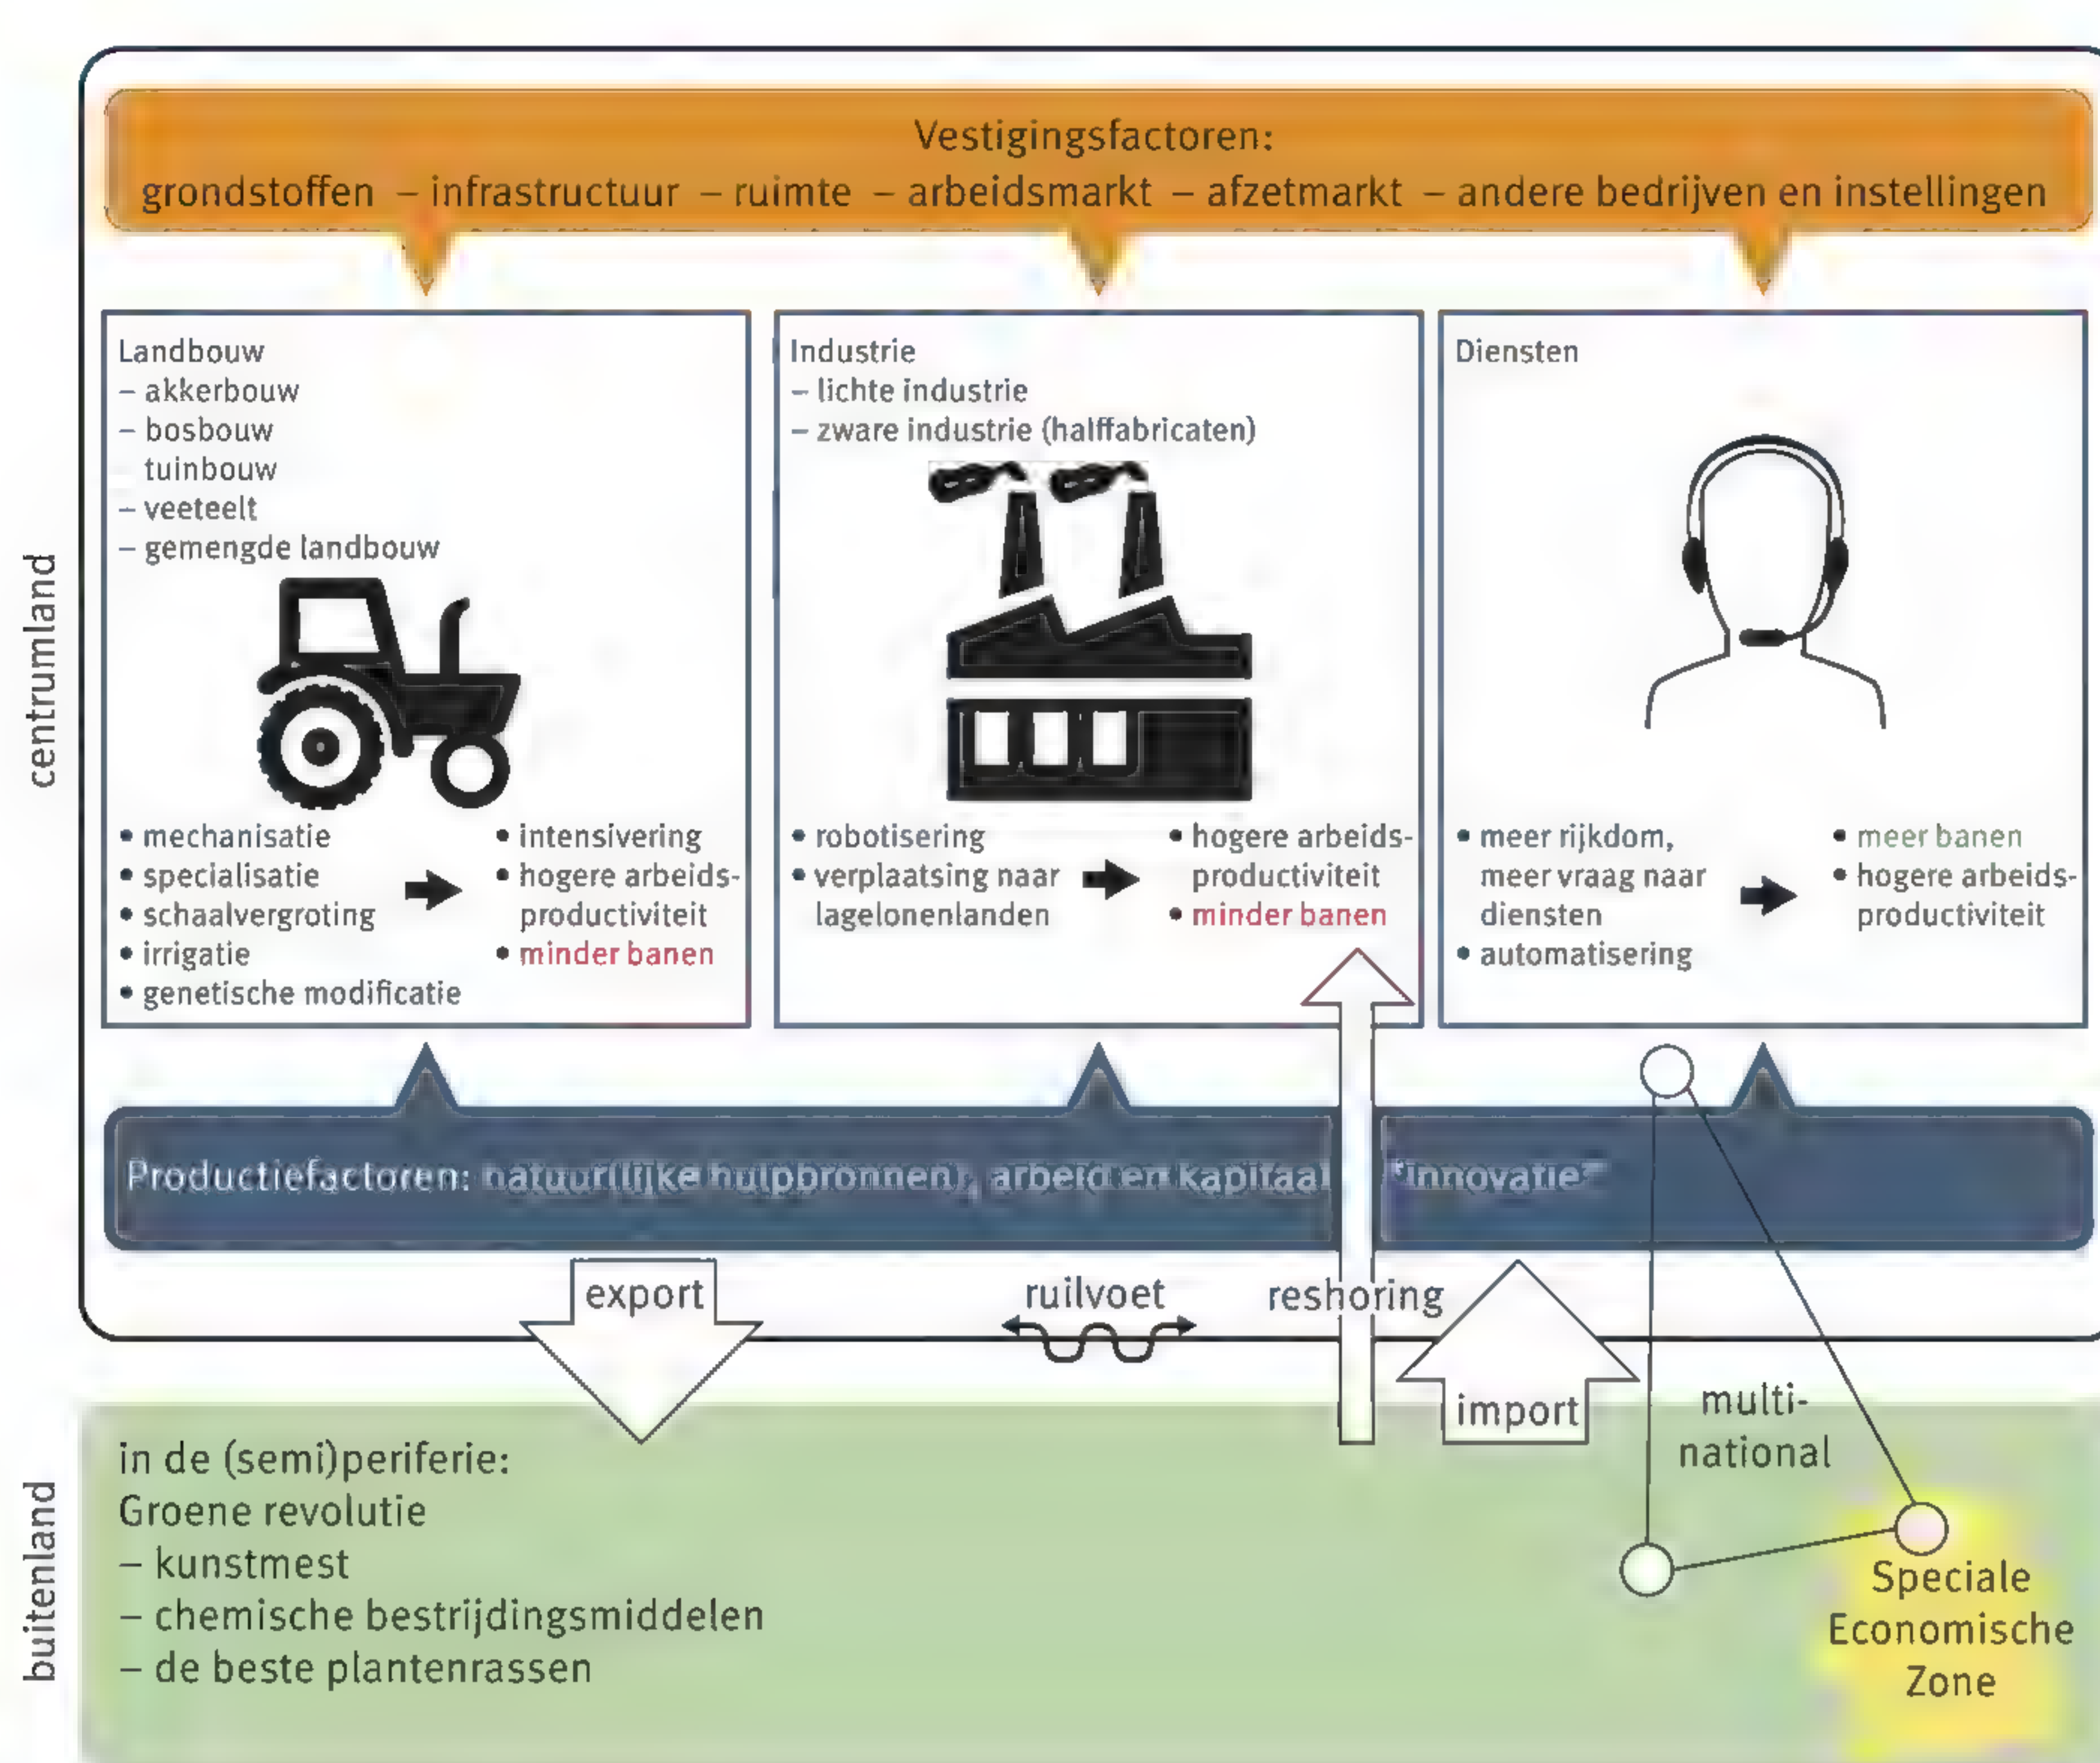 Vestigingsfactoren:
grondstoffen – infrastructuur – ruimte – arbeidsmarkt – afzetmarkt – andere bedrijven en instellingen
centrumland
Landbouw
– akkerbouw
– bosbouw
tuinbouw
– veeteelt
– gemengde landbouw
• mechanisatie
• specialisatie
• schaalvergroting
• irrigatie
• genetische modificatie
• intensivering
• hogere arbeids-
productiviteit
• minder banen
Industrie
– lichte industrie
– zware industrie (halffabricaten)
• robotisering
• verplaatsing naar
lagelonenlanden
• hogere arbeids-
productiviteit
• minder banen
Diensten
• meer rijkdom,
meer vraag naar
diensten
• automatisering
• meer banen
• hogere arbeids-
productiviteit
Productiefactoren: natuur(lijke hulpbronnen), arbeid en kapitaal "innovatie"
export
ruilvoet
reshoring
import
multi-
national
buitenland
in de (semi)periferie:
Groene revolutie
– kunstmest
– chemische bestrijdingsmiddelen
– de beste plantenrassen
Speciale
Economische
Zone